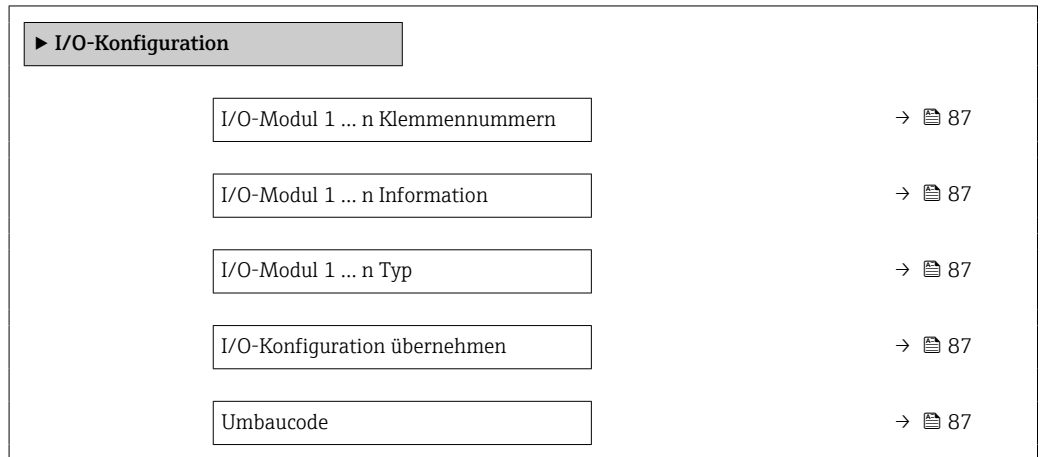 ► I/O-Konfiguration
I/O-Modul 1 … n Klemmennummern → 87
I/O-Modul 1 … n Information → 87
I/O-Modul 1 … n Typ → 87
I/O-Konfiguration übernehmen → 87
Umbaucode → 87